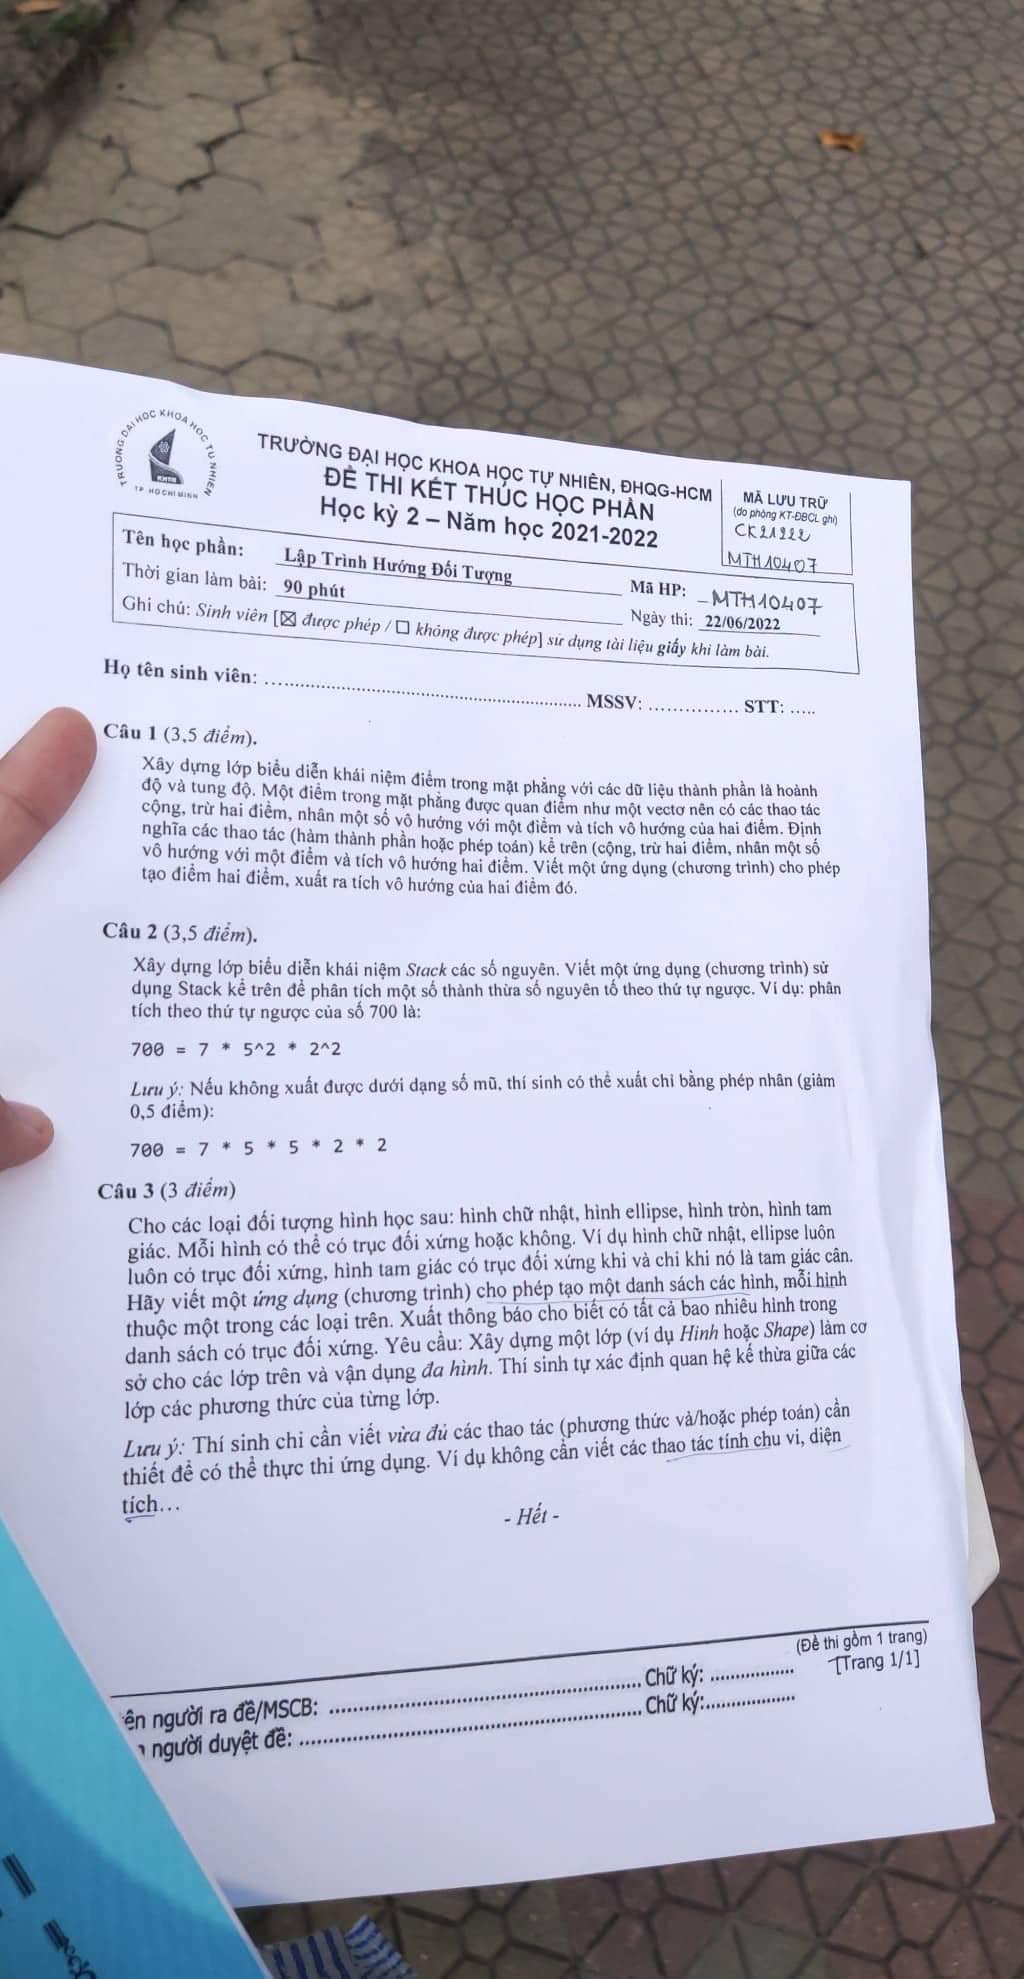 TRƯỜNG ĐẠI HỌC KHOA HỌC TỰ NHIÊN
TP HOCHIMINH
TRƯỜNG ĐẠI HỌC KHOA HỌC TỰ NHIÊN, ĐHQG-HCM
ĐỀ THI KẾT THÚC HỌC PHẦN
Học kỳ 2 – Năm học 2021-2022
MÃ LƯU TRỮ
(do phòng KT-ĐBCL ghi)
CK21222
MTH10407
Tên học phần: Lập Trình Hướng Đối Tượng Mã HP: MTH10407
Thời gian làm bài: 90 phút Ngày thi: 22/06/2022
Ghi chú: Sinh viên [☒ được phép / ☐ không được phép] sử dụng tài liệu giấy khi làm bài.
Họ tên sinh viên: ............................................................ MSSV: ............... STT: .....
Câu 1 (3,5 điểm).
Xây dựng lớp biểu diễn khái niệm điểm trong mặt phẳng với các dữ liệu thành phần là hoành
độ và tung độ. Một điểm trong mặt phẳng được quan điểm như một vectơ nên có các thao tác
cộng, trừ hai điểm, nhân một số vô hướng với một điểm và tích vô hướng của hai điểm. Định
nghĩa các thao tác (hàm thành phần hoặc phép toán) kể trên (cộng, trừ hai điểm, nhân một số
vô hướng với một điểm và tích vô hướng hai điểm. Viết một ứng dụng (chương trình) cho phép
tạo điểm hai điểm, xuất ra tích vô hướng của hai điểm đó.
Câu 2 (3,5 điểm).
Xây dựng lớp biểu diễn khái niệm Stack các số nguyên. Viết một ứng dụng (chương trình) sử
dụng Stack kể trên để phân tích một số thành thừa số nguyên tố theo thứ tự ngược. Ví dụ: phân
tích theo thứ tự ngược của số 700 là:
700 = 7 * 5^2 * 2^2
Lưu ý: Nếu không xuất được dưới dạng số mũ, thí sinh có thể xuất chỉ bằng phép nhân (giảm
0,5 điểm):
700 = 7 * 5 * 5 * 2 * 2
Câu 3 (3 điểm)
Cho các loại đối tượng hình học sau: hình chữ nhật, hình ellipse, hình tròn, hình tam
giác. Mỗi hình có thể có trục đối xứng hoặc không. Ví dụ hình chữ nhật, ellipse luôn
luôn có trục đối xứng, hình tam giác có trục đối xứng khi và chỉ khi nó là tam giác cân.
Hãy viết một ứng dụng (chương trình) cho phép tạo một danh sách các hình, mỗi hình
thuộc một trong các loại trên. Xuất thông báo cho biết có tất cả bao nhiêu hình trong
danh sách có trục đối xứng. Yêu cầu: Xây dựng một lớp (ví dụ Hinh hoặc Shape) làm cơ
sở cho các lớp trên và vận dụng đa hình. Thí sinh tự xác định quan hệ kế thừa giữa các
lớp các phương thức của từng lớp.
Lưu ý: Thí sinh chỉ cần viết vừa đủ các thao tác (phương thức và/hoặc phép toán) cần
thiết để có thể thực thi ứng dụng. Ví dụ không cần viết các thao tác tính chu vi, diện
tích…
- Hết -
(Đề thi gồm 1 trang)
[Trang 1/1]
ên người ra đề/MSCB: ............................................ Chữ ký: .................
người duyệt đề: ................................................ Chữ ký:..................